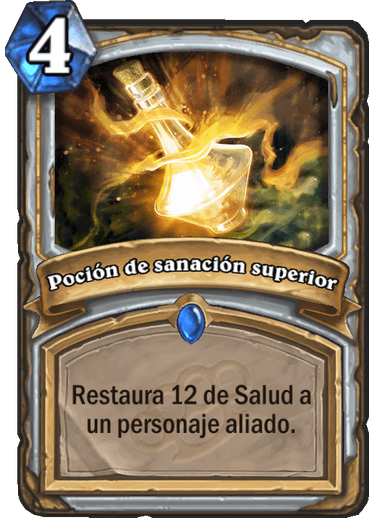 4
Poción de sanación superior
Restaura 12 de Salud a
un personaje aliado.